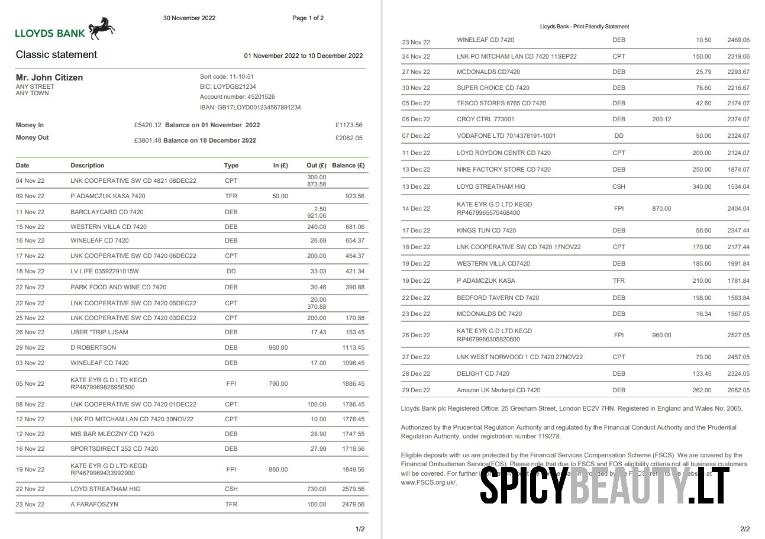 30 November 2022 Page 1 of 2
LLOYDS BANK
Classic statement 01 November 2022 to 10 December 2022
Mr. John Citizen
ANY STREET
ANY TOWN
Sort code: 11-10-51
BIC: LOYDGB21234
Account number: 45201526
IBAN: GB17LOYD001234567891234
Money In £5420.12 Balance on 01 November 2022 £1173.56
Money Out £3801.48 Balance on 10 December 2022 £2062.05
Date Description Type In (£) Out (£) Balance (£)
04 Nov 22 LNK COOPERATIVE SW CD 4821 08DEC22 CPT 300.00 873.56
09 Nov 22 P ADAMCZUK KASA 7420 TFR 50.00 923.56
11 Nov 22 BARCLAYCARD CD 7420 DEB 2.50 921.06
15 Nov 22 WESTERN VILLA CD 7420 DEB 240.00 681.06
16 Nov 22 WINELEAF CD 7420 DEB 26.69 654.37
17 Nov 22 LNK COOPERATIVE SW CD 7420 06DEC22 CPT 200.00 454.37
18 Nov 22 LV LIFE 03592291015W DD 33.03 421.34
22 Nov 22 PARK FOOD AND WINE CD 7420 DEB 30.46 390.88
22 Nov 22 LNK COOPERATIVE SW CD 7420 05DEC22 CPT 20.00 370.88
25 Nov 22 LNK COOPERATIVE SW CD 7420 03DEC22 CPT 200.00 170.88
26 Nov 22 UBER *TRIP LJSAM DEB 17.43 153.45
29 Nov 22 D ROBERTSON DEB 960.00 1113.45
03 Nov 22 WINELEAF CD 7420 DEB 17.00 1096.45
05 Nov 22 KATE EYR G D LTD KEGD
RP4679969826950500 FPI 790.00 1886.45
08 Nov 22 LNK COOPERATIVE SW CD 7420 01DEC22 CPT 100.00 1786.45
12 Nov 22 LNK PO MITCHAM LAN CD 7420 30NOV22 CPT 10.00 1776.45
12 Nov 22 MIS BAR MLECZNY CD 7420 DEB 28.90 1747.55
16 Nov 22 SPORTSDIRECT 252 CD 7420 DEB 27.99 1719.56
19 Nov 22 KATE EYR G D LTD KEGD
RP4679969433992900 FPI 860.00 1849.56
22 Nov 22 LOYD STREATHAM HIG CSH 730.00 2579.56
23 Nov 22 A FARAFOSZYN TFR 100.00 2479.56
1/2
Lloyds Bank - Print Friendly Statement
23 Nov 22 WINELEAF CD 7420 DEB 10.50 2469.06
24 Nov 22 LNK PO MITCHAM LAN CD 7420 11SEP22 CPT 150.00 2319.06
27 Nov 22 MCDONALDS CD7420 DEB 25.79 2293.67
30 Nov 22 SUPER CHOICE CD 7420 DEB 76.60 2216.67
05 Dec 22 TESCO STORES 6765 CD 7420 DEB 42.60 2174.07
06 Dec 22 CROY CTRL 773001 DEB 200.12 2374.07
07 Dec 22 VODAFONE LTD 7014378191-1001 DD 50.00 2324.07
11 Dec 22 LOYD ROYDON CENTR CD 7420 CPT 200.00 2124.07
13 Dec 22 NIKE FACTORY STORE CD 7420 DEB 250.00 1874.07
13 Dec 22 LOYD STREATHAM HIG CSH 340.00 1534.04
14 Dec 22 KATE EYR G D LTD KEGD
RP4679965570468400 FPI 870.00 2404.04
17 Dec 22 KINGS TUN CD 7420 DEB 56.60 2347.44
18 Dec 22 LNK COOPERATIVE SW CD 7420 17NOV22 CPT 170.00 2177.44
19 Dec 22 WESTERN VILLA CD7420 DEB 185.60 1991.84
19 Dec 22 P ADAMCZUK KASA TFR 210.00 1781.84
22 Dec 22 BEDFORD TAVERN CD 7420 DEB 198.00 1583.84
23 Dec 22 MCDONALDS DC 7420 DEB 16.34 1567.05
26 Dec 22 KATE EYR G D LTD KEGD
RP4679966305820600 FPI 960.00 2527.05
27 Dec 22 LNK WEST NORWOOD 1 CD 7420 27NOV22 CPT 70.00 2457.05
28 Dec 22 DELIGHT CD 7420 DEB 133.45 2324.05
29 Dec 22 Amazon UK Marketpl CD 7420 DEB 262.00 2062.05
Lloyds Bank plc Registered Office: 25 Gresham Street, London EC2V 7HN. Registered in England and Wales No: 2065.
Authorized by the Prudential Regulation Authority and regulated by the Financial Conduct Authority and the Prudential
Regulation Authority, under registration number 119278.
Eligible deposits with us are protected by the Financial Services Compensation Scheme (FSCS). We are covered by the
Financial Ombudsmen Service(FOS). Please note that due to FSCS and FOS eligibility criteria not all business customers
will be covered. For further
www.FSCS.org.uk/.
SPICYBEAUTY.LT
2/2